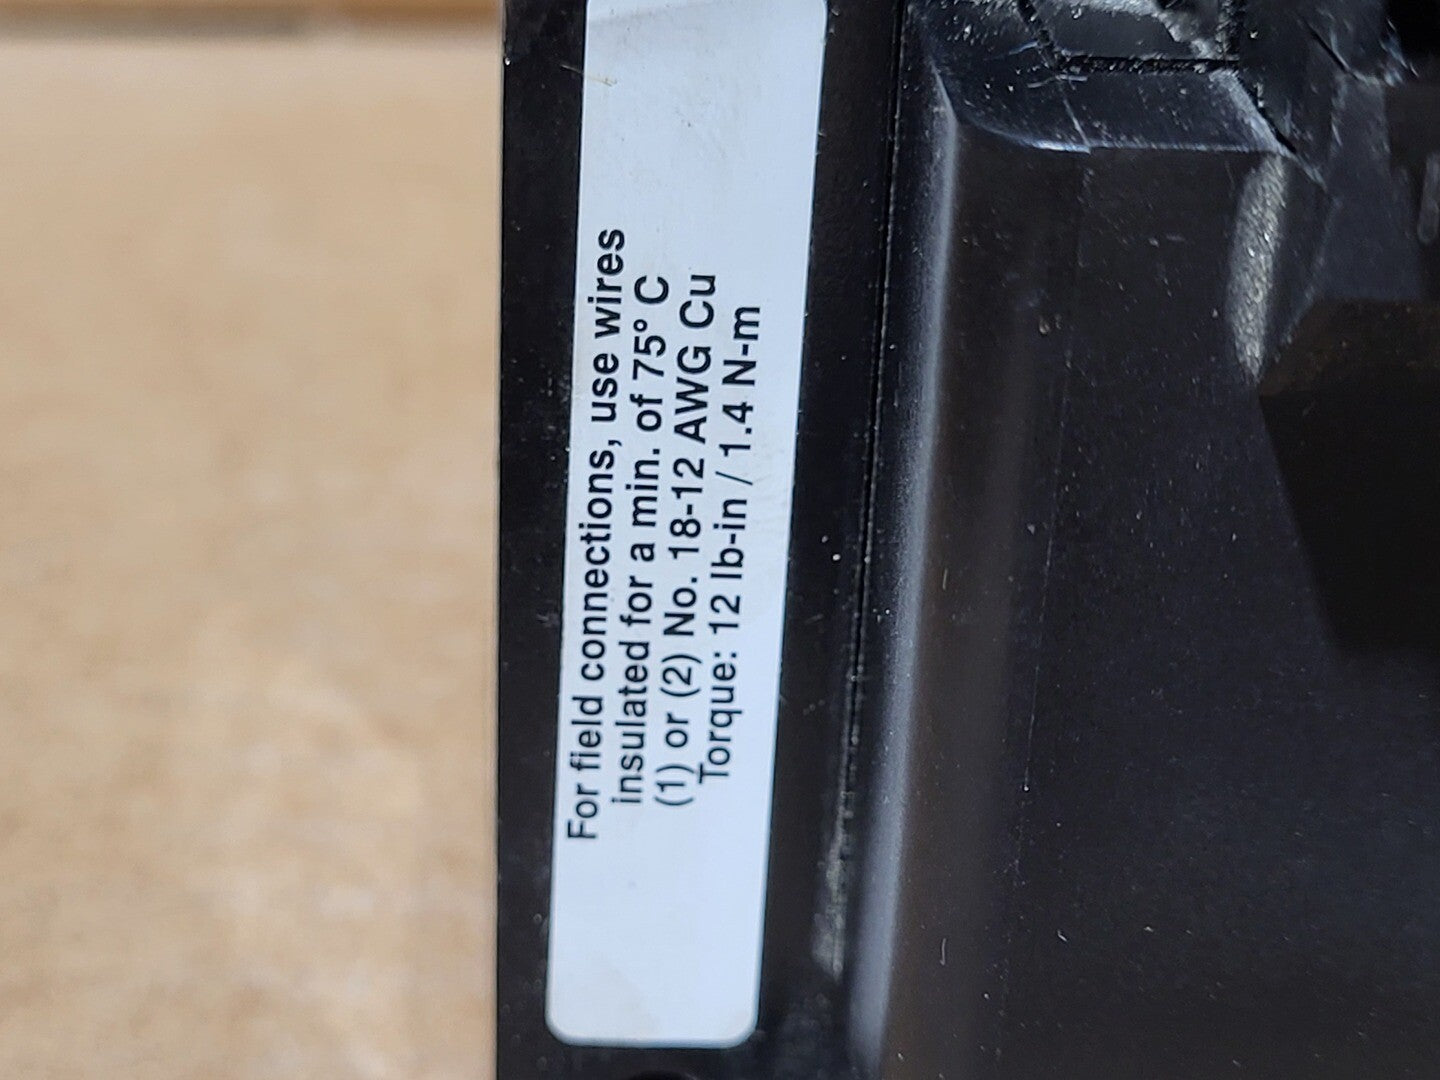 For field connections, use wires
insulated for a min. of 75° C
(1) or (2) No. 18-12 AWG Cu
Torque: 12 lb-in / 1.4 N-m